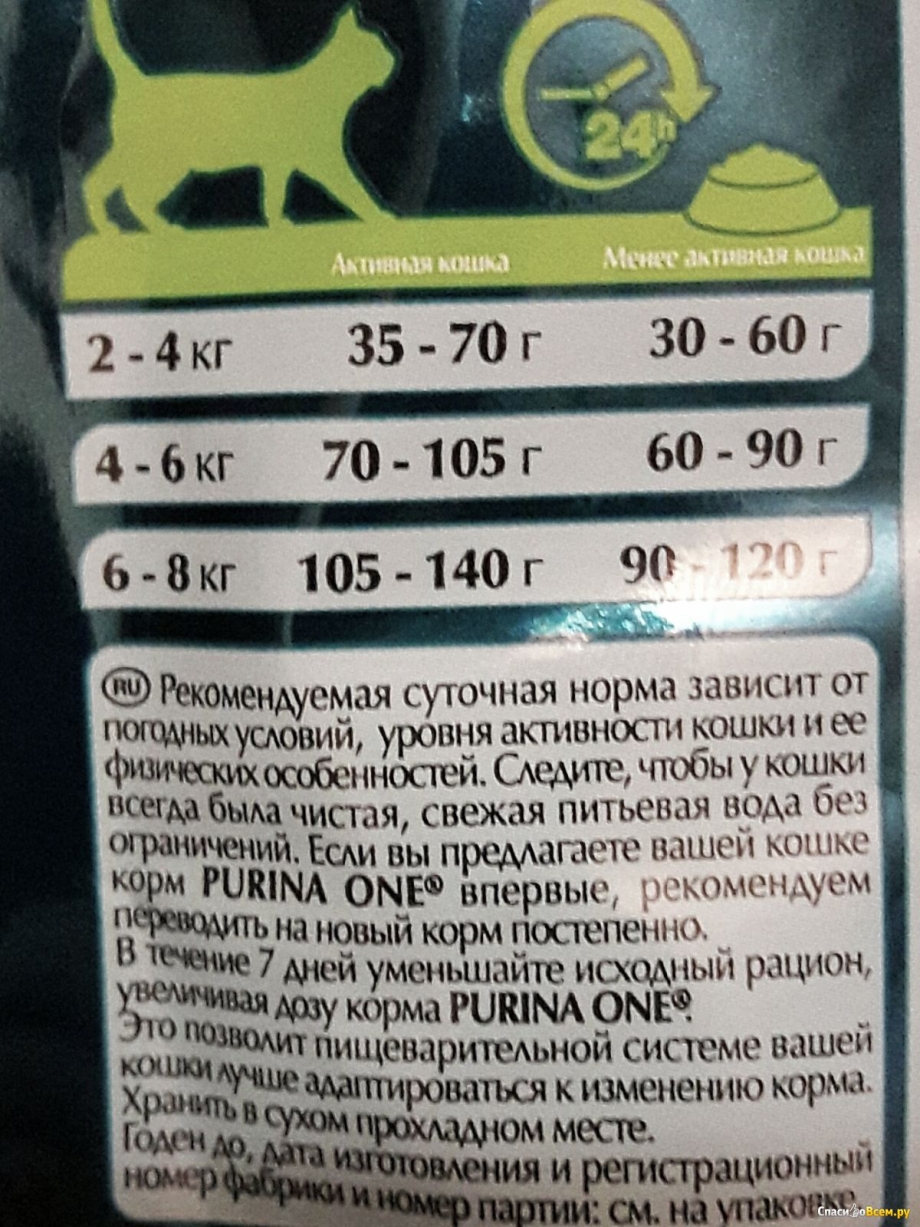 24h
Активная кошка Менее активная кошка
2 - 4 кг 35 - 70 г 30 - 60 г
4 - 6 кг 70 - 105 г 60 - 90 г
6 - 8 кг 105 - 140 г 90 - 120 г
RU Рекомендуемая суточная норма зависит от
погодных условий, уровня активности кошки и ее
физических особенностей. Следите, чтобы у кошки
всегда была чистая, свежая питьевая вода без
ограничений. Если вы предлагаете вашей кошке
корм PURINA ONE® впервые, рекомендуем
переводить на новый корм постепенно.
В течение 7 дней уменьшайте исходный рацион,
увеличивая дозу корма PURINA ONE®.
Это позволит пищеварительной системе вашей
кошки лучше адаптироваться к изменению корма.
Хранить в сухом прохладном месте.
Годен до, дата изготовления и регистрационный
номер фабрики и номер партии: см. на упаковке.
СпасибоВсем.ру